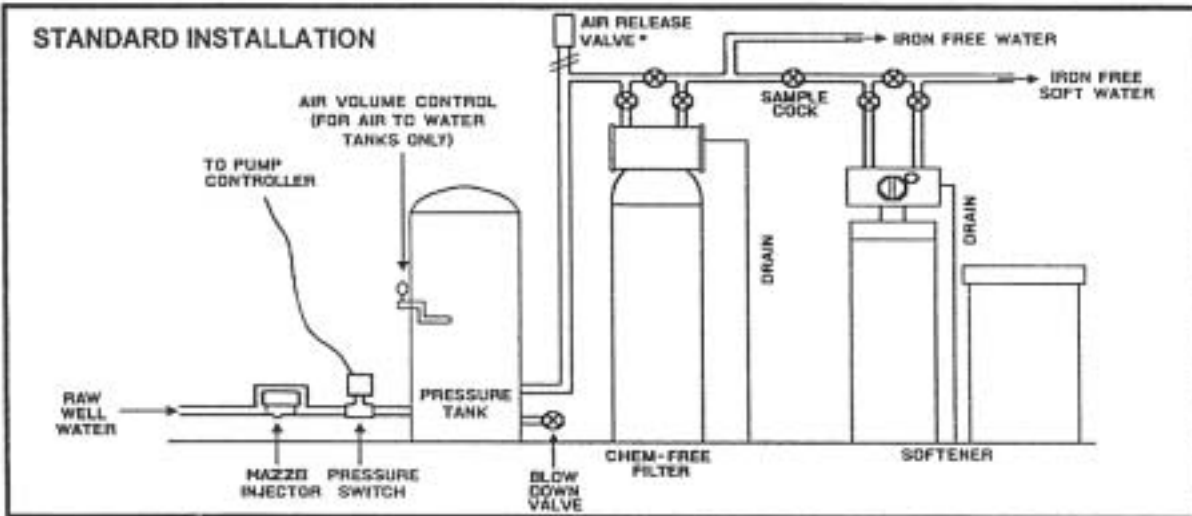 STANDARD INSTALLATION
AIR RELEASE
VALVE*
IRON FREE WATER
IRON FREE
SOFT WATER
SAMPLE
COCK
AIR VOLUME CONTROL
(FOR AIR TO WATER
TANKS ONLY)
TO PUMP
CONTROLLER
DRAIN
DRAIN
RAW
WELL
WATER
PRESSURE
TANK
INJECTOR
PRESSURE
SWITCH
BLOW
DOWN
VALVE
CHEM-FREE
FILTER
SOFTENER